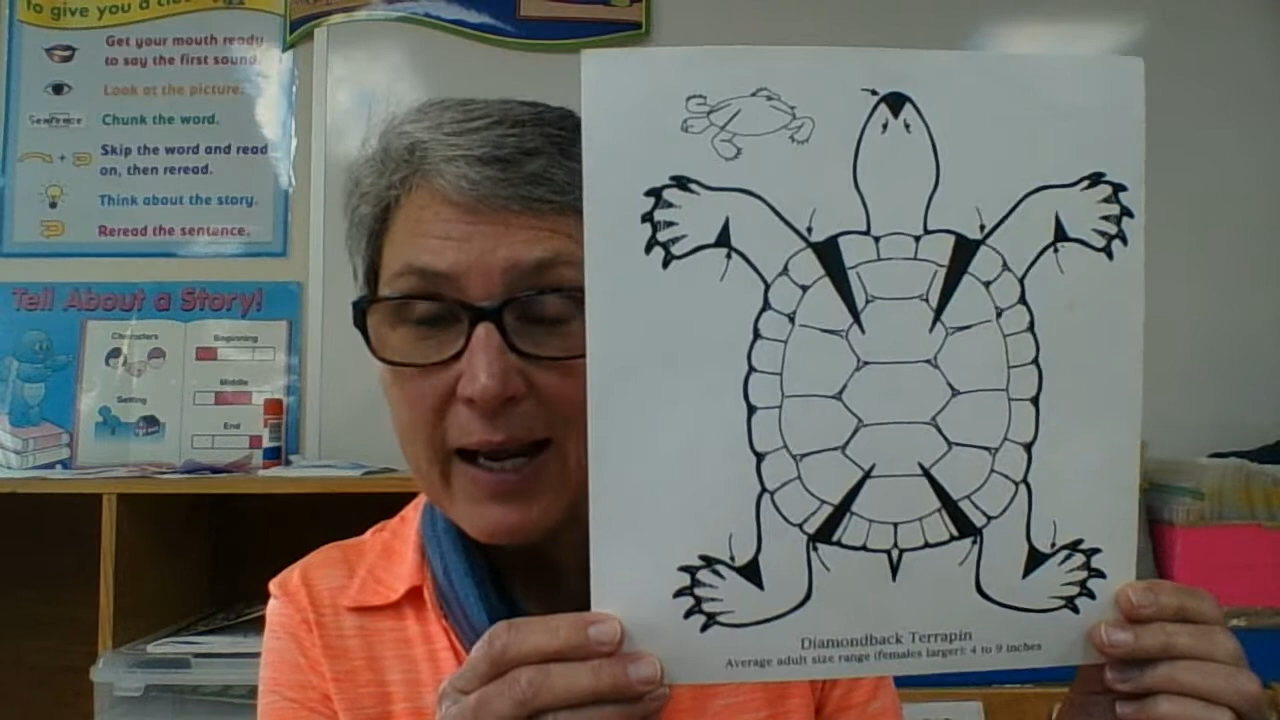 to give you a
Get your mouth ready
to say the first sound.
Look at the picture.
Sentence
Chunk the word.
Skip the word and read
on, then reread.
Think about the story.
Reread the sentence.
Tell About a Story!
Characters
Beginning
Setting
Middle
End
Diamondback Terrapin
Average adult size range (females larger): 4 to 9 inches